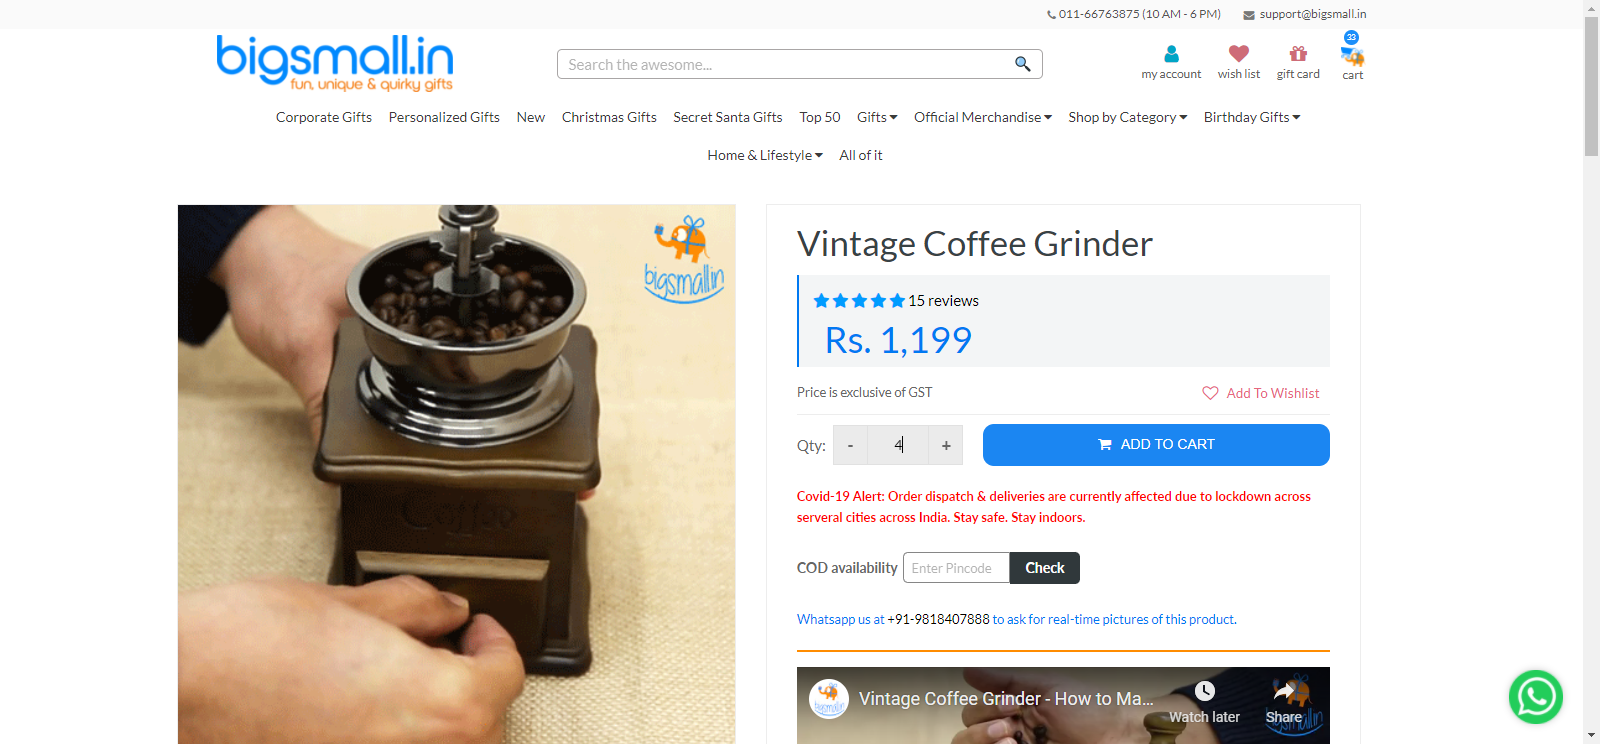 011-66763875 (10 AM - 6 PM) support@bigsmall.in
bigsmall.in
fun, unique & quirky gifts
Search the awesome...
33
my account wish list gift card cart
Corporate Gifts Personalized Gifts New Christmas Gifts Secret Santa Gifts Top 50 Gifts Official Merchandise Shop by Category Birthday Gifts
Home & Lifestyle All of it
bigsmall.in
Coffee
Vintage Coffee Grinder
15 reviews
Rs. 1,199
Price is exclusive of GST Add To Wishlist
Qty: - 4 + ADD TO CART
Covid-19 Alert: Order dispatch & deliveries are currently affected due to lockdown across
serveral cities across India. Stay safe. Stay indoors.
COD availability Enter Pincode Check
Whatsapp us at +91-9818407888 to ask for real-time pictures of this product.
Vintage Coffee Grinder - How to Ma...
Watch later Share
bigsmall.in